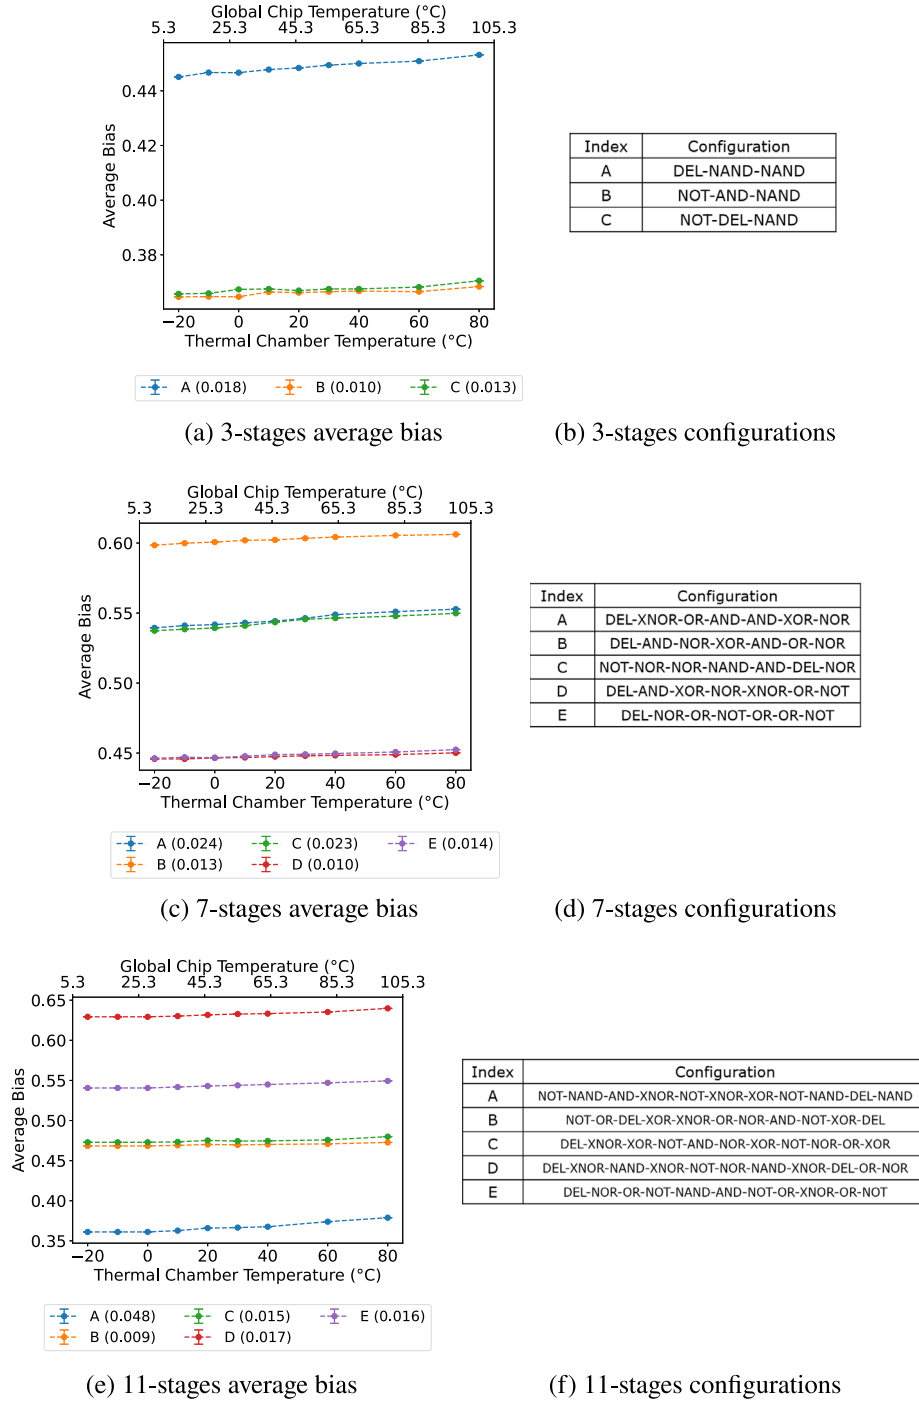 Global Chip Temperature (°C)
5.3 25.3 45.3 65.3 85.3 105.3
0.44
0.42
0.40
0.38
Average Bias
−20 0 20 40 60 80
Thermal Chamber Temperature (°C)
A (0.018) B (0.010) C (0.013)
(a) 3-stages average bias
Index Configuration
A DEL-NAND-NAND
B NOT-AND-NAND
C NOT-DEL-NAND
(b) 3-stages configurations
Global Chip Temperature (°C)
5.3 25.3 45.3 65.3 85.3 105.3
0.60
0.55
0.50
0.45
Average Bias
−20 0 20 40 60 80
Thermal Chamber Temperature (°C)
A (0.024) C (0.023) E (0.014)
B (0.013) D (0.010)
(c) 7-stages average bias
Index Configuration
A DEL-XNOR-OR-AND-AND-XOR-NOR
B DEL-AND-NOR-XOR-AND-OR-NOR
C NOT-NOR-NOR-NAND-AND-DEL-NOR
D DEL-AND-XOR-NOR-XNOR-OR-NOT
E DEL-NOR-OR-NOT-OR-OR-NOT
(d) 7-stages configurations
Global Chip Temperature (°C)
5.3 25.3 45.3 65.3 85.3 105.3
0.65
0.60
0.55
0.50
0.45
0.40
0.35
Average Bias
−20 0 20 40 60 80
Thermal Chamber Temperature (°C)
A (0.048) C (0.015) E (0.016)
B (0.009) D (0.017)
(e) 11-stages average bias
Index Configuration
A NOT-NAND-AND-XNOR-NOT-XNOR-XOR-NOT-NAND-DEL-NAND
B NOT-OR-DEL-XOR-XNOR-OR-NOR-AND-NOT-XOR-DEL
C DEL-XNOR-XOR-NOT-AND-NOR-XOR-NOT-NOR-OR-XOR
D DEL-XNOR-NAND-XNOR-NOT-NOR-NAND-XNOR-DEL-OR-NOR
E DEL-NOR-OR-NOT-NAND-AND-NOT-OR-XNOR-OR-NOT
(f) 11-stages configurations